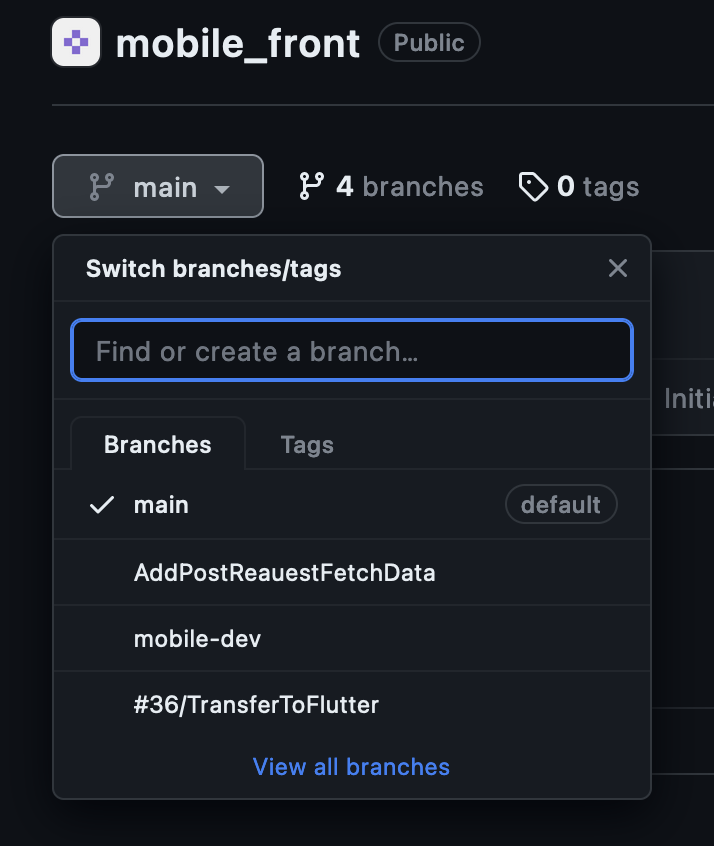 mobile_front Public
main 4 branches 0 tags
Switch branches/tags
Find or create a branch...
Initi
Branches Tags
main default
AddPostReauestFetchData
mobile-dev
#36/TransferToFlutter
View all branches